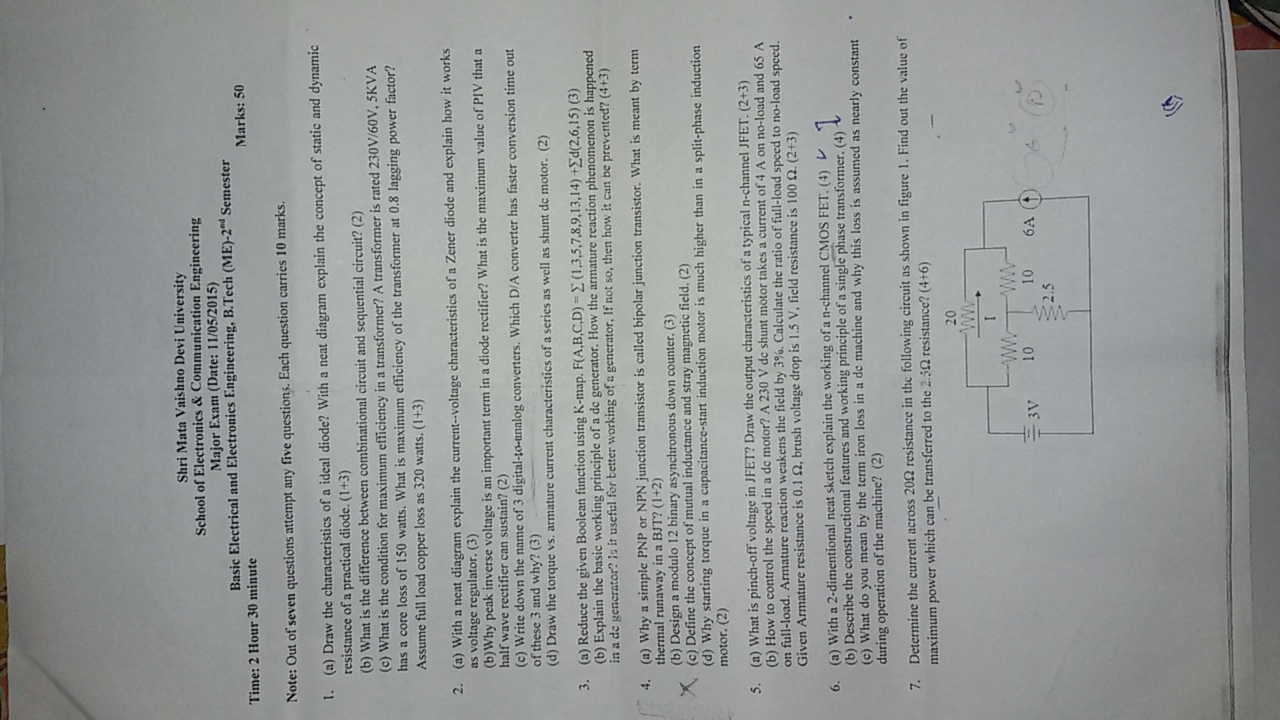 Shri Mata Vaishno Devi University
School of Electronics & Communication Engineering
Major Exam (Date: 11/05/2015)
Basic Electrical and Electronics Engineering, B.Tech (ME)-2nd Semester
Time: 2 Hour 30 minute
Marks: 50
Note: Out of seven questions attempt any five questions. Each question carries 10 marks.
1. (a) Draw the characteristics of a ideal diode? With a neat diagram explain the concept of static and dynamic
resistance of a practical diode. (1+3)
(b) What is the difference between combinational circuit and sequential circuit? (2)
(c) What is the condition for maximum efficiency in a transformer? A transformer is rated 230V/60V, 5KVA
has a core loss of 150 watts. What is maximum efficiency of the transformer at 0.8 lagging power factor?
Assume full load copper loss as 320 watts. (1+3)
2. (a) With a neat diagram explain the current--voltage characteristics of a Zener diode and explain how it works
as voltage regulator. (3)
(b)Why peak inverse voltage is an important term in a diode rectifier? What is the maximum value of PIV that a
half wave rectifier can sustain? (2)
(c) Write down the name of 3 digital-to-analog converters. Which D/A converter has faster conversion time out
of these 3 and why? (3)
(d) Draw the torque vs. armature current characteristics of a series as well as shunt dc motor. (2)
3. (a) Reduce the given Boolean function using K-map. F(A,B,C,D) = ∑ (1,3,5,7,8,9,13,14) +∑d(2,6,15) (3)
(b) Explain the basic working principle of a dc generator. How the armature reaction phenomenon is happened
in a dc generator? Is it useful for better working of a generator, If not so, then how it can be prevented? (4+3)
4. (a) Why a simple PNP or NPN junction transistor is called bipolar junction transistor. What is meant by term
thermal runaway in a BJT? (1+2)
(b) Design a modulo 12 binary asynchronous down counter. (3)
(c) Define the concept of mutual inductance and stray magnetic field. (2)
(d) Why starting torque in a capacitance-start induction motor is much higher than in a split-phase induction
motor. (2)
5. (a) What is pinch-off voltage in JFET? Draw the output characteristics of a typical n-channel JFET. (2+3)
(b) How to control the speed in a dc motor? A 230 V dc shunt motor takes a current of 4 A on no-load and 65 A
on full-load. Armature reaction weakens the field by 3%. Calculate the ratio of full-load speed to no-load speed.
Given Armature resistance is 0.1 Ω, brush voltage drop is 1.5 V, field resistance is 100 Ω. (2+3)
6. (a) With a 2-dimentional neat sketch explain the working of a n-channel CMOS FET. (4)
(b) Describe the constructional features and working principle of a single phase transformer. (4)
(c) What do you mean by the term iron loss in a dc machine and why this loss is assumed as nearly constant
during operation of the machine? (2)
7. Determine the current across 20Ω resistance in the following circuit as shown in figure 1. Find out the value of
maximum power which can be transferred to the 2.5Ω resistance? (4+6)
20
I
3V 10 10 6A
2.5